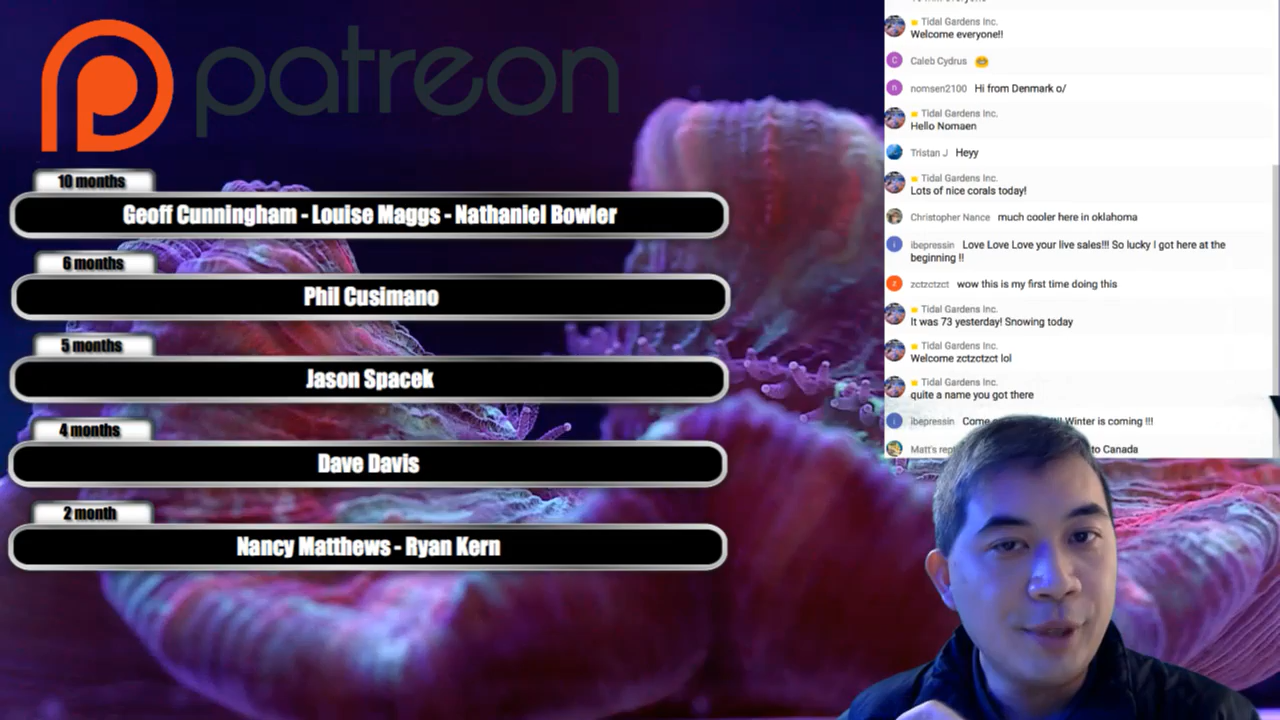 patreon
10 months
Geoff Cunningham - Louise Maggs - Nathaniel Bowler
6 months
Phil Cusimano
5 months
Jason Spacek
4 months
Dave Davis
2 month
Nancy Matthews - Ryan Kern
Tidal Gardens Inc.
Welcome everyone!!
C Caleb Cydrus
n nomsen2100 Hi from Denmark o/
Tidal Gardens Inc.
Hello Nomaen
Tristan J Heyy
Tidal Gardens Inc.
Lots of nice corals today!
Christopher Nance much cooler here in oklahoma
i ibepressin Love Love Love your live sales!!! So lucky I got here at the
beginning !!
z zctzctzct wow this is my first time doing this
Tidal Gardens Inc.
It was 73 yesterday! Snowing today
Tidal Gardens Inc.
Welcome zctzctzct lol
Tidal Gardens Inc.
quite a name you got there
i ibepressin Come Winter is coming !!!
Matt's to Canada